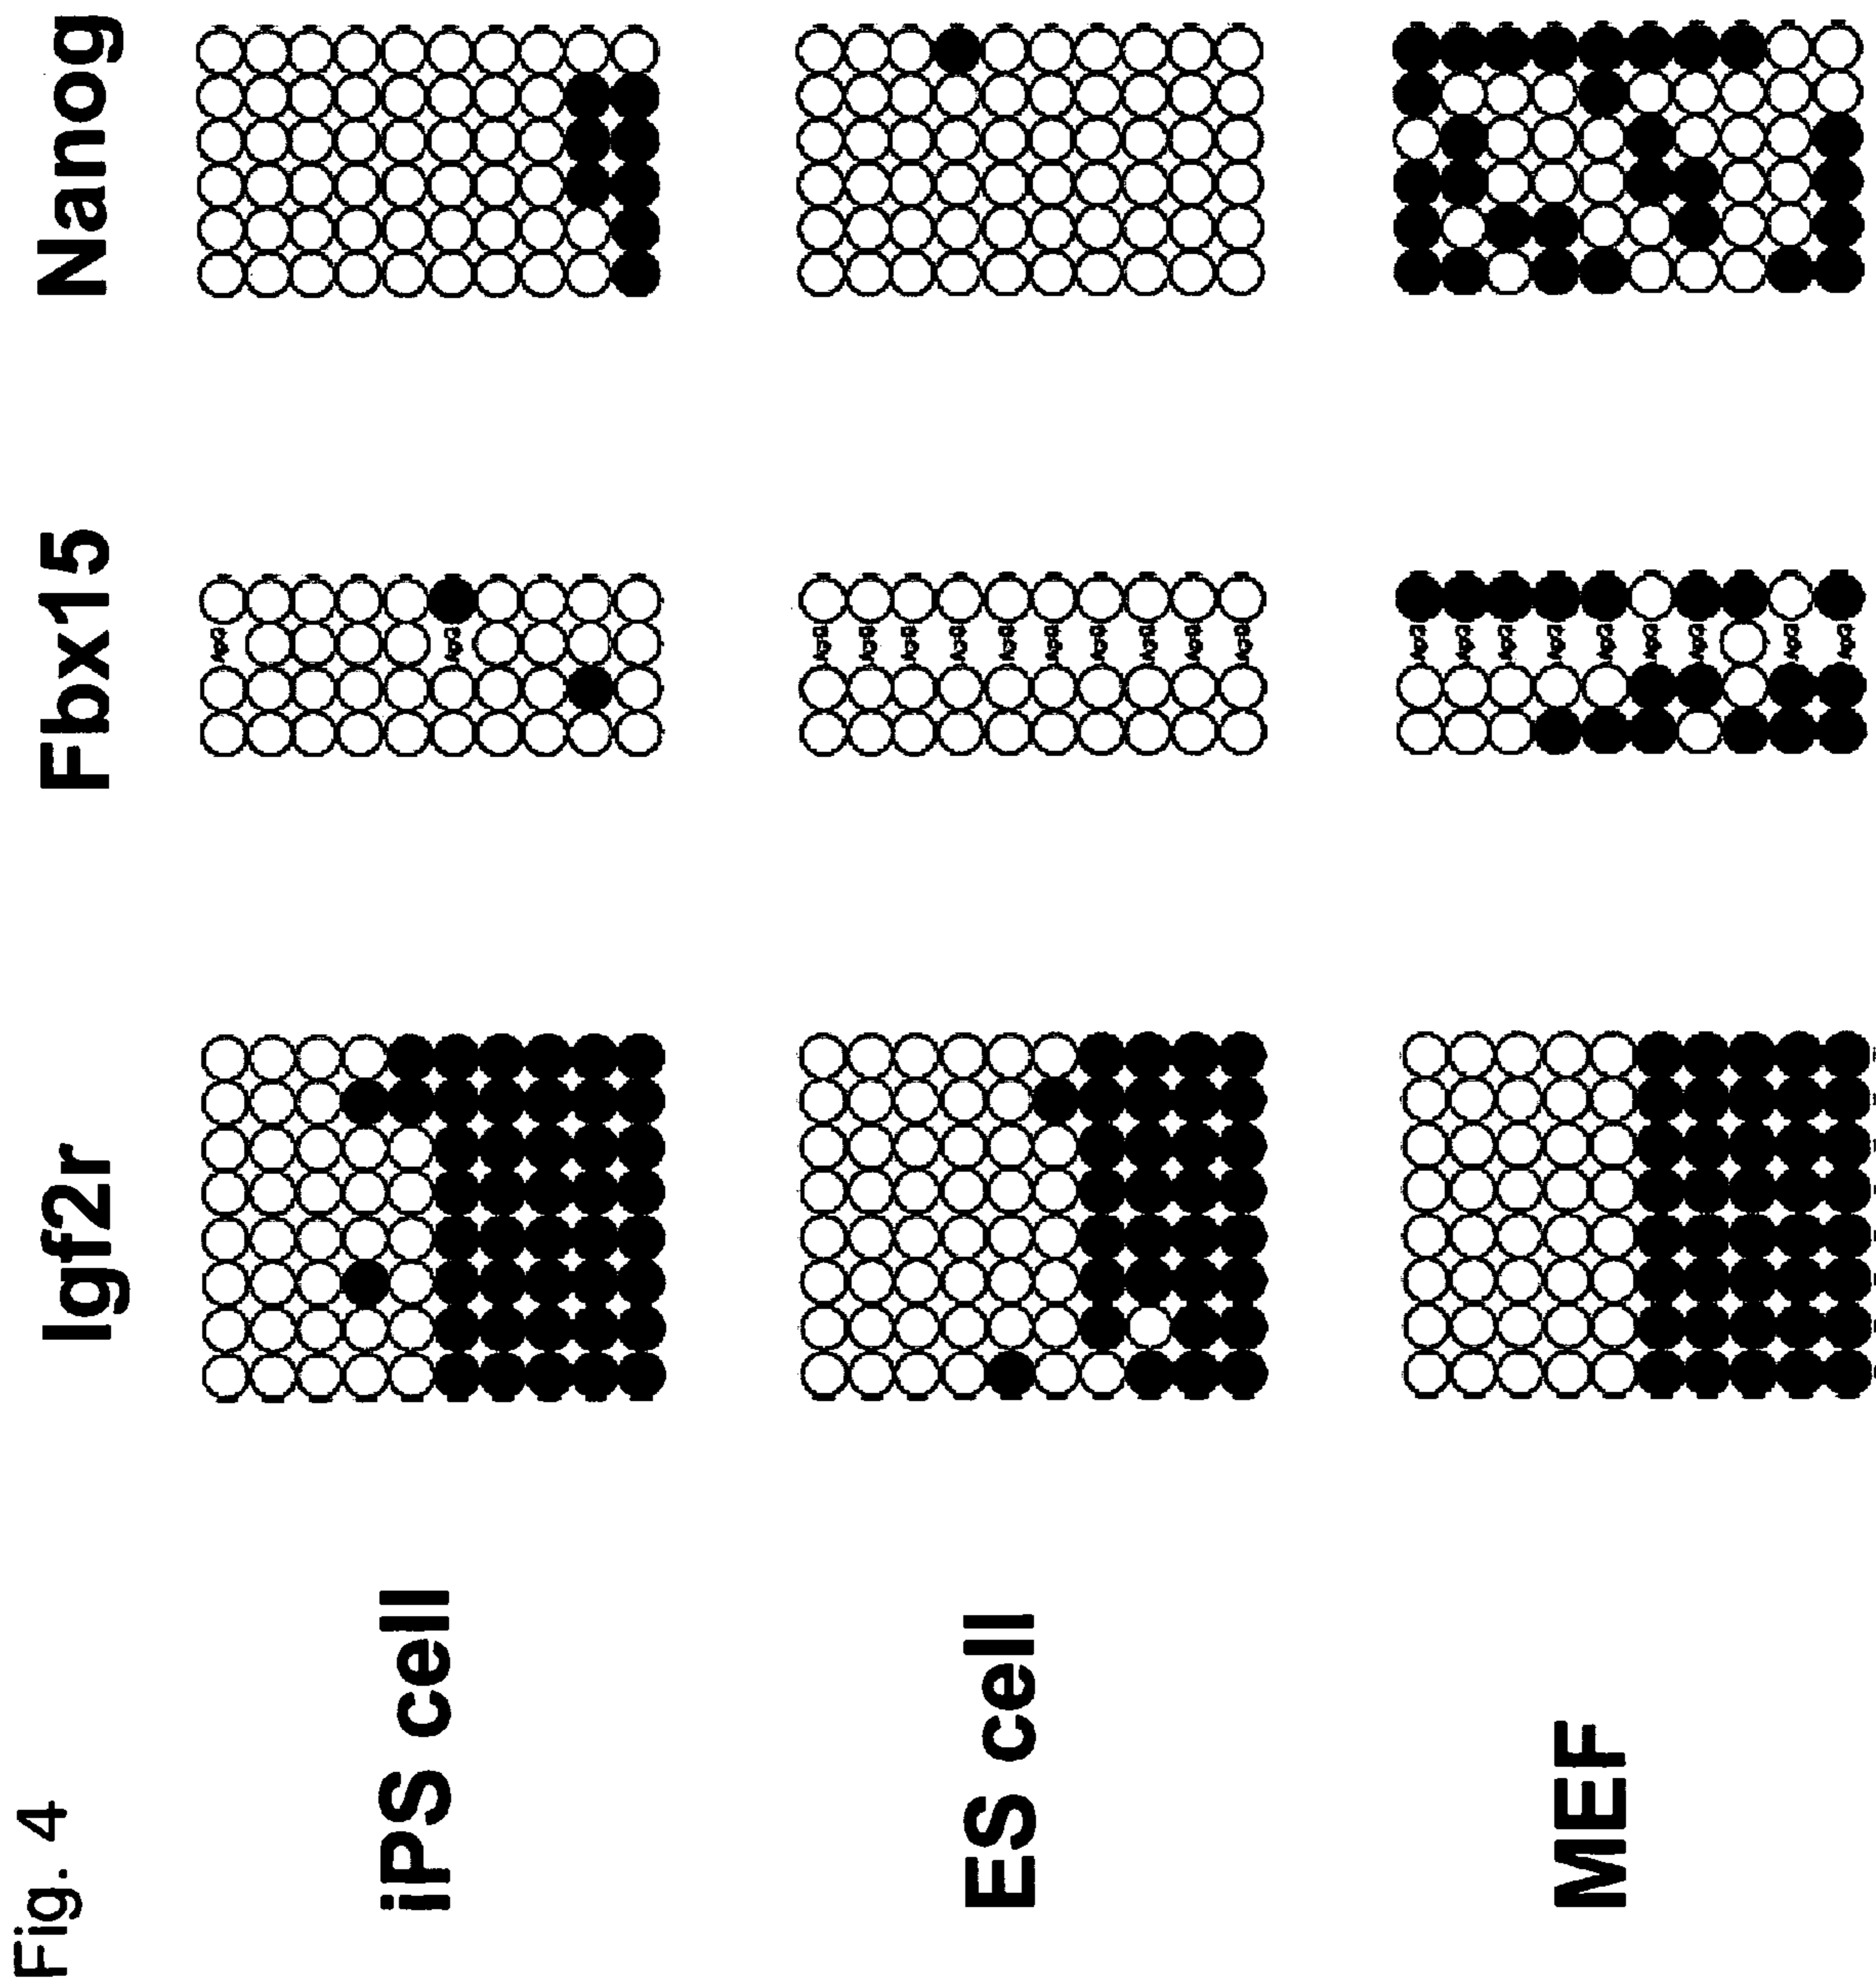 Fig. 4
Igf2r
Fbx15
Nanog
iPS cell
ES cell
MEF